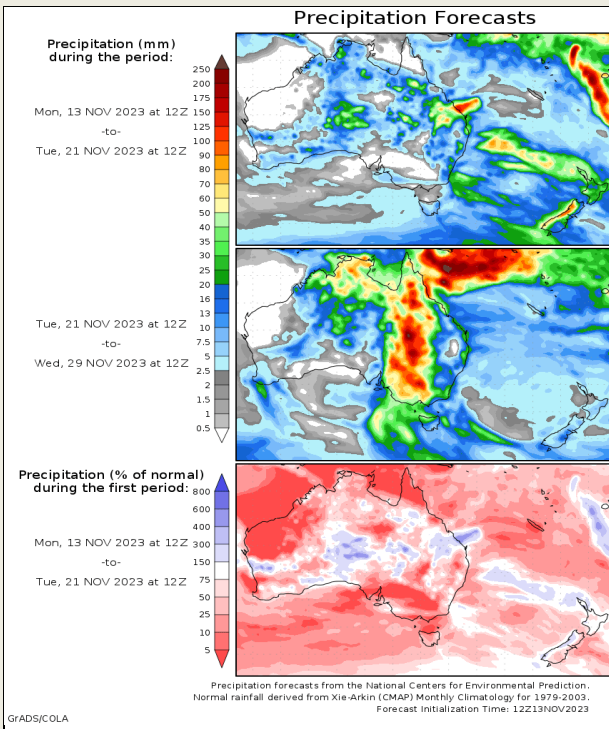 Precipitation Forecasts
Precipitation (mm)
during the period:
Mon, 13 NOV 2023 at 12Z
-to-
Tue, 21 NOV 2023 at 12Z
250
200
175
150
125
100
90
80
70
60
50
40
35
30
25
20
16
13
10
7.5
5
2.5
2
1.5
1
0.5
Tue, 21 NOV 2023 at 12Z
-to-
Wed, 29 NOV 2023 at 12Z
Precipitation (% of normal)
during the first period:
Mon, 13 NOV 2023 at 12Z
-to-
Tue, 21 NOV 2023 at 12Z
800
600
400
300
150
75
50
25
10
5
Precipitation forecasts from the National Centers for Environmental Prediction.
Normal rainfall derived from Xie-Arkin (CMAP) Monthly Climatology for 1979-2003.
Forecast Initialization Time: 12Z13NOV2023
GrADS/COLA